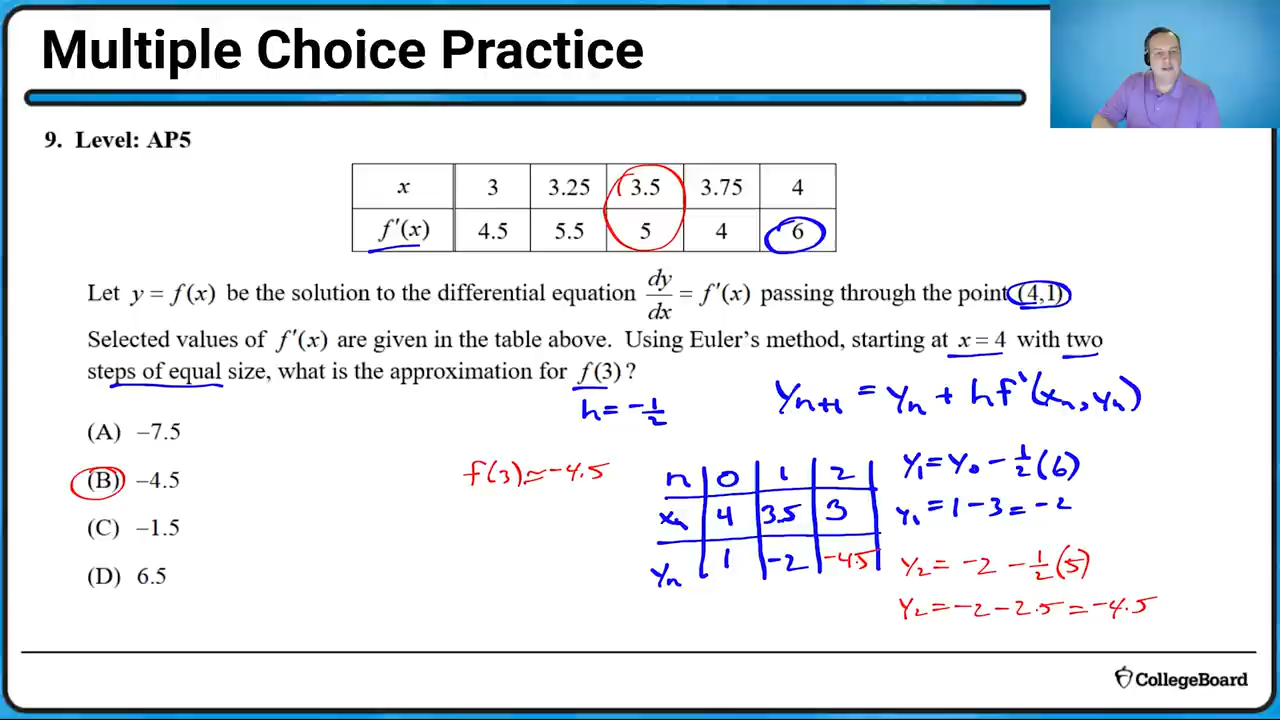 Multiple Choice Practice
9. Level: AP5
x 3 3.25 3.5 3.75 4
f′(x) 4.5 5.5 5 4 6
Let y = f(x) be the solution to the differential equation dy/dx = f′(x) passing through the point (4,1)
Selected values of f′(x) are given in the table above. Using Euler’s method, starting at x = 4 with two
steps of equal size, what is the approximation for f(3)?
h = -1/2
yn+1 = yn + h f'(xn, yn)
(A) –7.5
(B) –4.5
(C) –1.5
(D) 6.5
f(3) ≈ -4.5
n 0 1 2
xn 4 3.5 3
yn 1 -2 -4.5
y1 = y0 - 1/2 (6)
y1 = 1 - 3 = -2
y2 = -2 - 1/2 (5)
y2 = -2 - 2.5 = -4.5
CollegeBoard